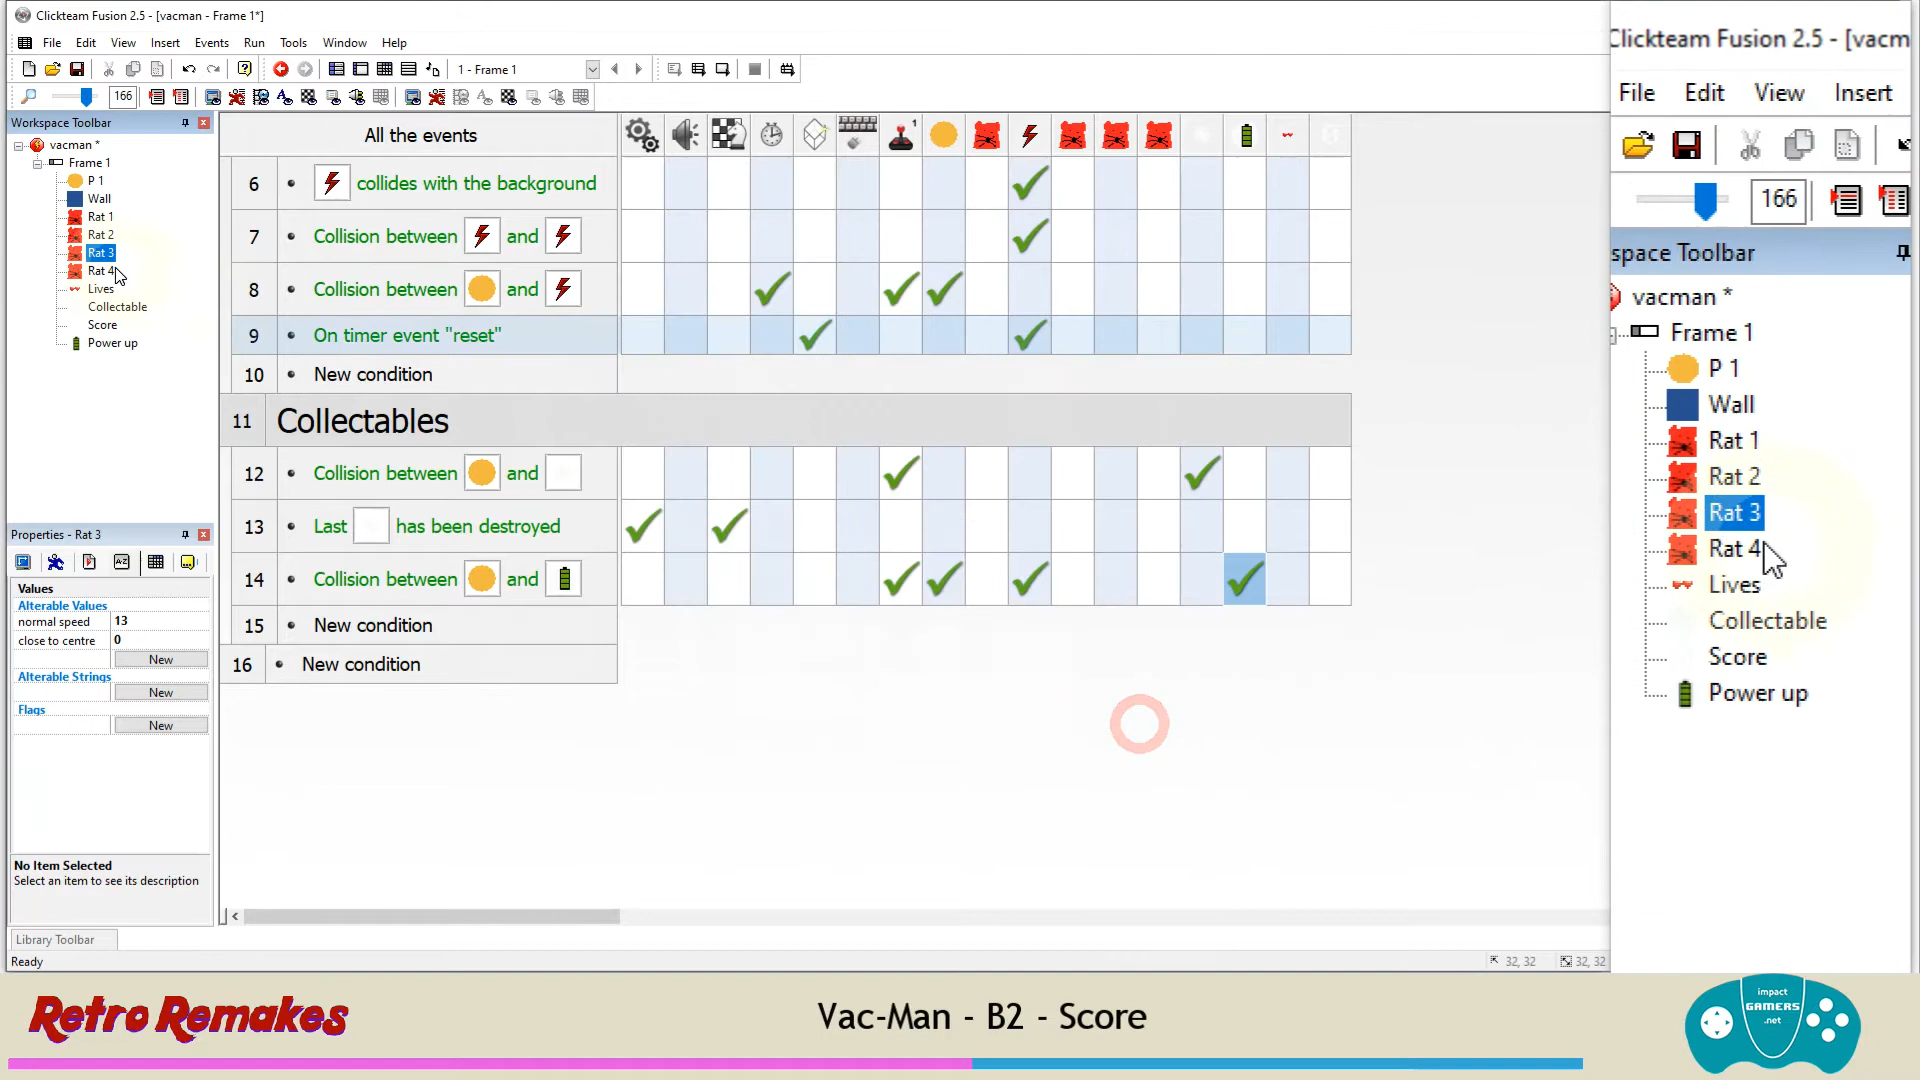 Clickteam Fusion 2.5 - [vacman - Frame 1*]
File Edit View Insert Events Run Tools Window Help
1 - Frame 1
166
Workspace Toolbar
vacman *
Frame 1
P 1
Wall
Rat 1
Rat 2
Rat 3
Rat 4
Lives
Collectable
Score
Power up
Properties - Rat 3
Values
Alterable Values
normal speed 13
close to centre 0
New
Alterable Strings
New
Flags
New
No Item Selected
Select an item to see its description
Library Toolbar
Ready
All the events
1
6 • collides with the background
7 • Collision between and
8 • Collision between and
9 • On timer event "reset"
10 • New condition
11 Collectables
12 • Collision between and
13 • Last has been destroyed
14 • Collision between and
15 • New condition
16 • New condition
32, 32
32, 32
Clickteam Fusion 2.5 - [vacm
File Edit View Insert
166
space Toolbar
vacman *
Frame 1
P 1
Wall
Rat 1
Rat 2
Rat 3
Rat 4
Lives
Collectable
Score
Power up
Retro Remakes
Vac-Man - B2 - Score
impact
GAMERS
.net